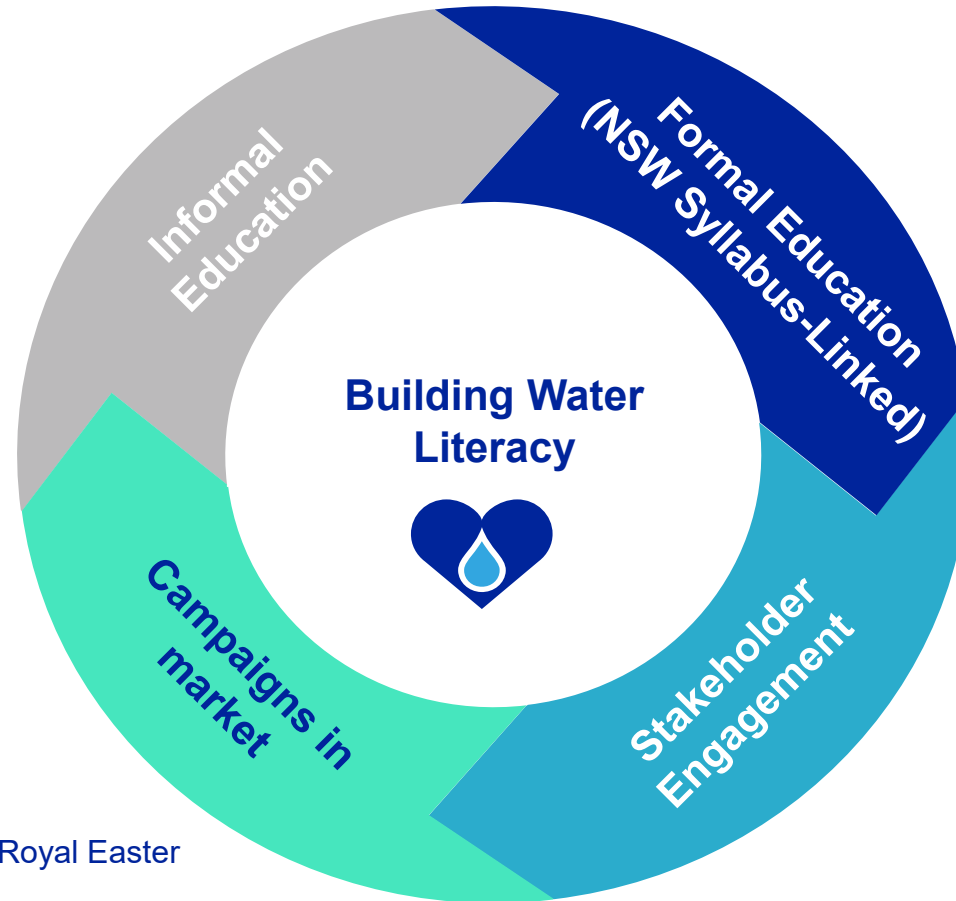 Informal
Education
Formal Education
(NSW Syllabus-Linked)
Building Water
Literacy
Campaigns in
market
Stakeholder
Engagement
Royal Easter